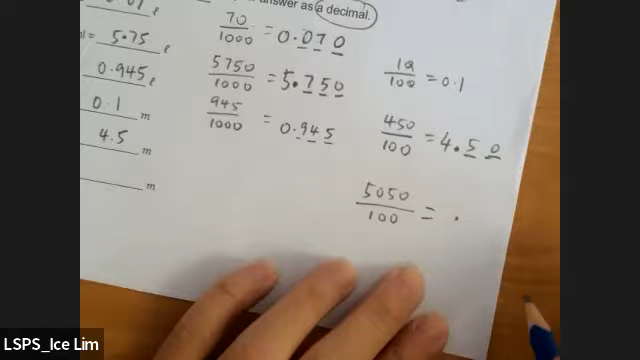 answer as a decimal.
70/1000 = 0.070
al = 5.75 ℓ
5750/1000 = 5.750
10/100 = 0.1
0.945 ℓ
945/1000 = 0.945
0.1 m
450/100 = 4.50
4.5 m
m
5050/100 = .
LSPS_Ice Lim